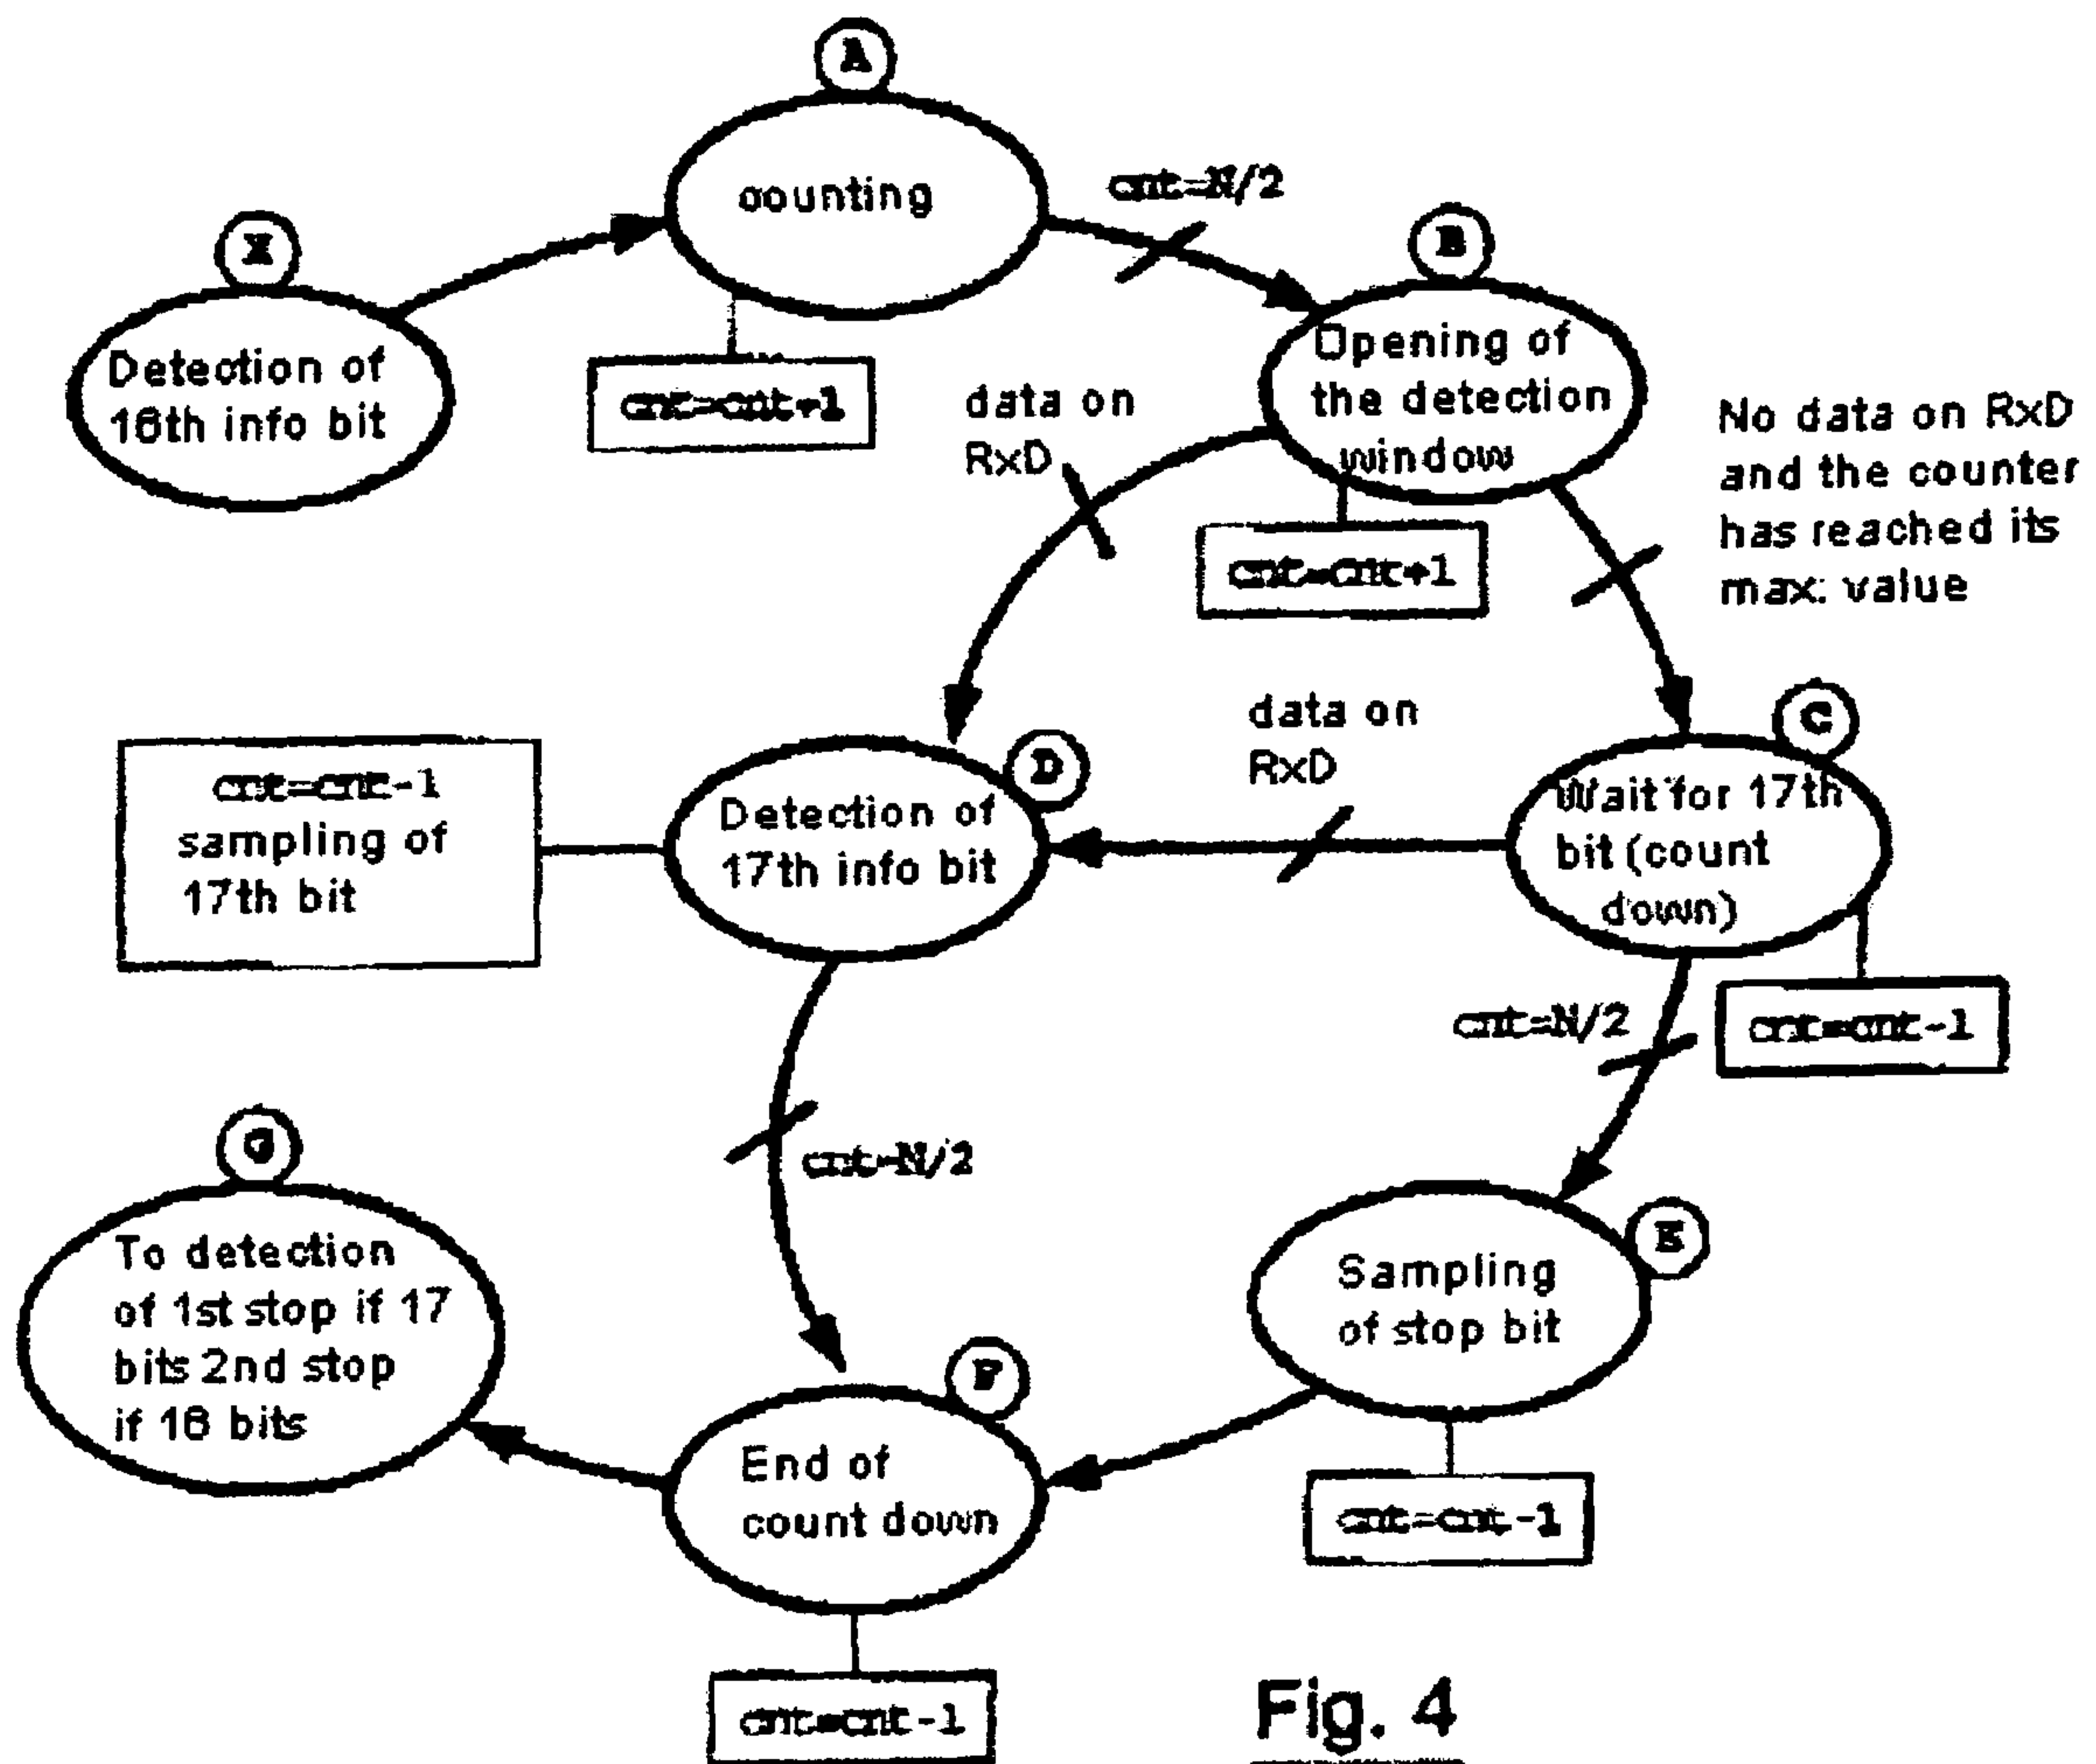 A
counting
cnt=N/2
X
B
Detection of
16th info bit
cnt=cnt+1
data on
RxD
Opening of
the detection
window
No data on RxD
and the counter
has reached its
max: value
cnt=cnt+1
data on
RxD
C
cnt=cnt-1
sampling of
17th bit
D
Detection of
17th info bit
Wait for 17th
bit (count
down)
cnt=N/2
cnt=cnt-1
G
cnt=N/2
To detection
of 1st stop if 17
bits 2nd stop
if 16 bits
E
Sampling
of stop bit
F
End of
count down
cnt=cnt-1
cnt=cnt-1
Fig. 4